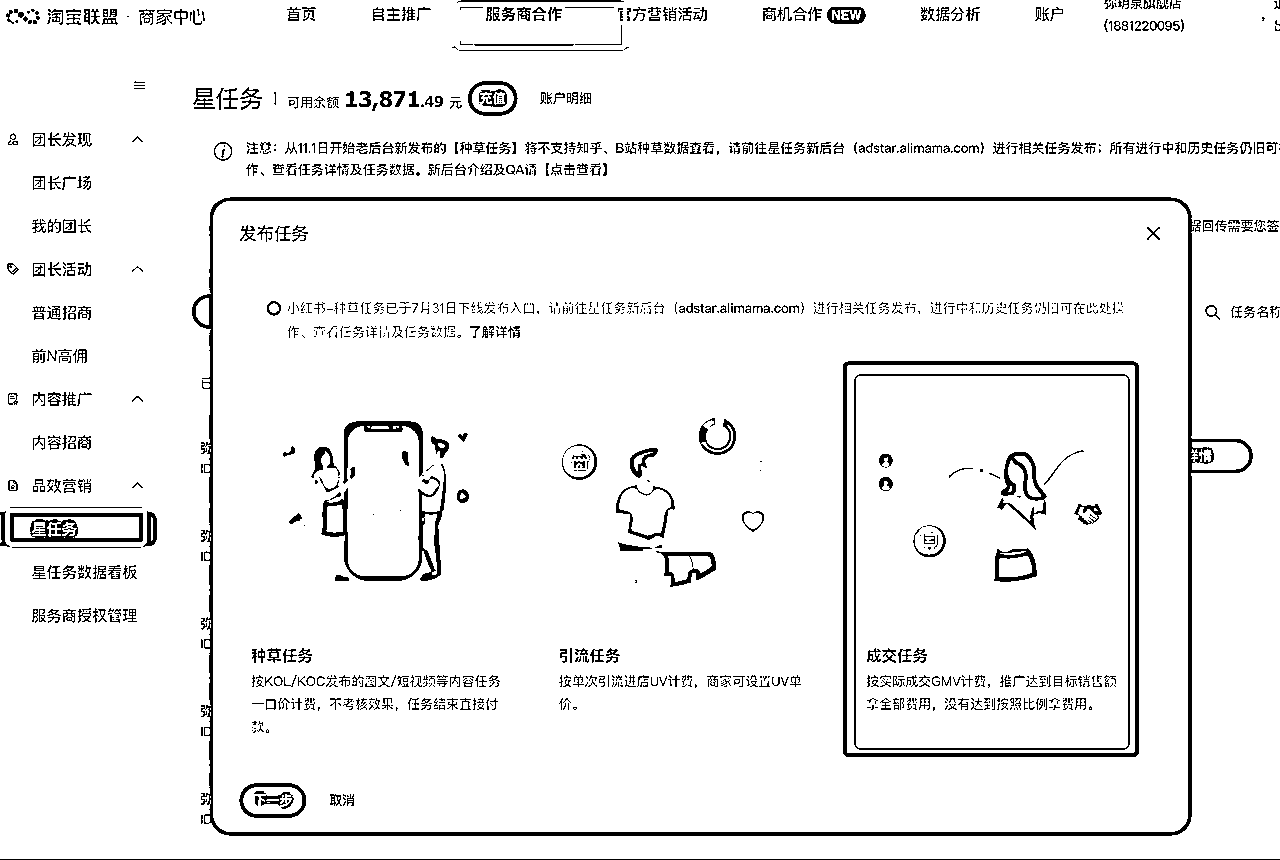 淘宝联盟 · 商家中心
首页
自主推广
服务商合作
官方营销活动
商机合作 NEW
数据分析
账户
弥玥泉旗舰店
(1881220095)
星任务
可用余额 13,871.49 元
充值
账户明细
注意：从11.1日开始老后台新发布的【种草任务】将不支持知乎、B站种草数据查看，请前往星任务新后台（adstar.alimama.com）进行相关任务发布；所有进行中和历史任务仍旧可在
作、查看任务详情及任务数据。新后台介绍及QA请【点击查看】
团长发现
团长广场
我的团长
团长活动
普通招商
前N高佣
内容推广
内容招商
品效营销
星任务
星任务数据看板
服务商授权管理
据回传需要您签
任务名称
详情
发布任务
小红书-种草任务已于7月31日下线发布入口，请前往星任务新后台（adstar.alimama.com）进行相关任务发布，进行中和历史任务仍旧可在此处操
作、查看任务详情及任务数据。了解详情
种草任务
按KOL/KOC发布的图文/短视频等内容任务
一口价计费，不考核效果，任务结束直接付
款。
引流任务
按单次引流进店UV计费，商家可设置UV单
价。
成交任务
按实际成交GMV计费，推广达到目标销售额
拿全部费用，没有达到按照比例拿费用。
下一步
取消